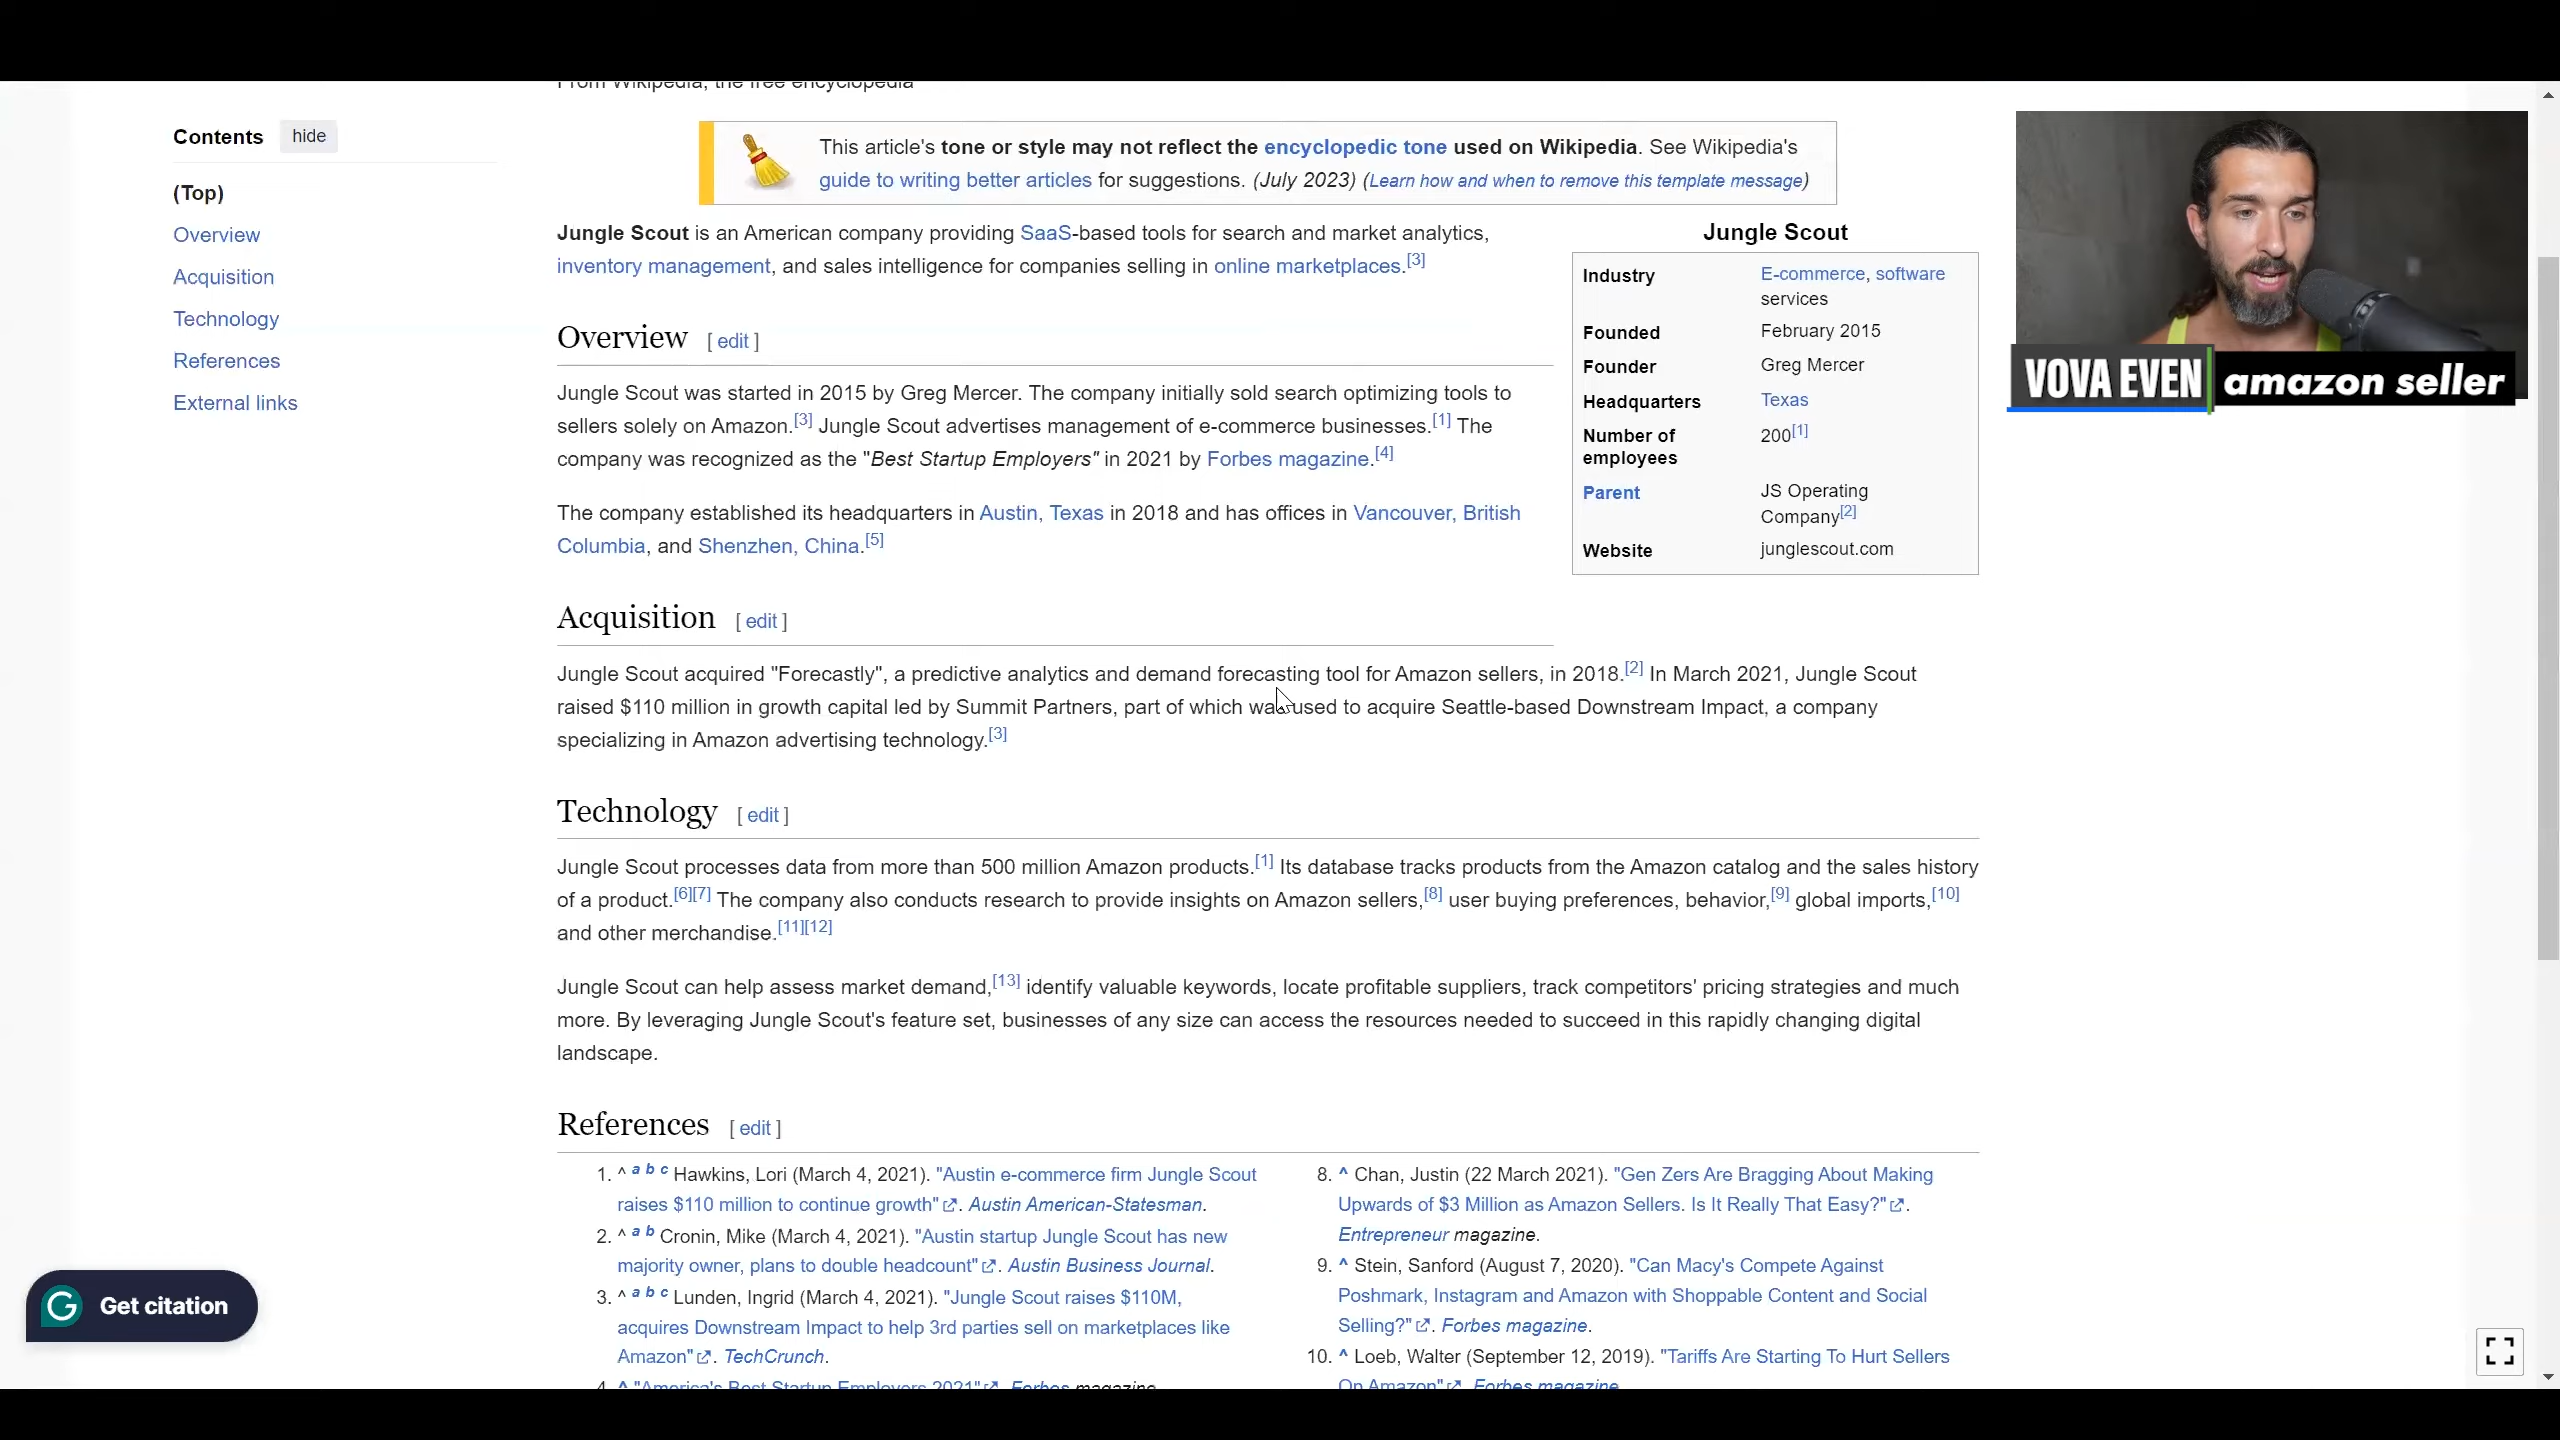 From Wikipedia, the free encyclopedia
Contents hide
(Top)
Overview
Acquisition
Technology
References
External links
This article's tone or style may not reflect the encyclopedic tone used on Wikipedia. See Wikipedia's
guide to writing better articles for suggestions. (July 2023) (Learn how and when to remove this template message)
Jungle Scout is an American company providing SaaS-based tools for search and market analytics,
inventory management, and sales intelligence for companies selling in online marketplaces.[3]
Overview [ edit ]
Jungle Scout was started in 2015 by Greg Mercer. The company initially sold search optimizing tools to
sellers solely on Amazon.[3] Jungle Scout advertises management of e-commerce businesses.[1] The
company was recognized as the "Best Startup Employers" in 2021 by Forbes magazine.[4]
The company established its headquarters in Austin, Texas in 2018 and has offices in Vancouver, British
Columbia, and Shenzhen, China.[5]
Jungle Scout
Industry E-commerce, software
services
Founded February 2015
Founder Greg Mercer
Headquarters Texas
Number of 200[1]
employees
Parent JS Operating
Company[2]
Website junglescout.com
VOVA EVEN amazon seller
Acquisition [ edit ]
Jungle Scout acquired "Forecastly", a predictive analytics and demand forecasting tool for Amazon sellers, in 2018.[2] In March 2021, Jungle Scout
raised $110 million in growth capital led by Summit Partners, part of which was used to acquire Seattle-based Downstream Impact, a company
specializing in Amazon advertising technology.[3]
Technology [ edit ]
Jungle Scout processes data from more than 500 million Amazon products.[1] Its database tracks products from the Amazon catalog and the sales history
of a product.[6][7] The company also conducts research to provide insights on Amazon sellers,[8] user buying preferences, behavior,[9] global imports,[10]
and other merchandise.[11][12]
Jungle Scout can help assess market demand,[13] identify valuable keywords, locate profitable suppliers, track competitors' pricing strategies and much
more. By leveraging Jungle Scout's feature set, businesses of any size can access the resources needed to succeed in this rapidly changing digital
landscape.
References [ edit ]
1. ^ a b c Hawkins, Lori (March 4, 2021). "Austin e-commerce firm Jungle Scout
raises $110 million to continue growth". Austin American-Statesman.
2. ^ a b Cronin, Mike (March 4, 2021). "Austin startup Jungle Scout has new
majority owner, plans to double headcount". Austin Business Journal.
3. ^ a b c Lunden, Ingrid (March 4, 2021). "Jungle Scout raises $110M,
acquires Downstream Impact to help 3rd parties sell on marketplaces like
Amazon". TechCrunch.
4. ^ "America's Best Startup Employers 2021". Forbes magazine.
8. ^ Chan, Justin (22 March 2021). "Gen Zers Are Bragging About Making
Upwards of $3 Million as Amazon Sellers. Is It Really That Easy?".
Entrepreneur magazine.
9. ^ Stein, Sanford (August 7, 2020). "Can Macy's Compete Against
Poshmark, Instagram and Amazon with Shoppable Content and Social
Selling?". Forbes magazine.
10. ^ Loeb, Walter (September 12, 2019). "Tariffs Are Starting To Hurt Sellers
On Amazon". Forbes magazine.
Get citation